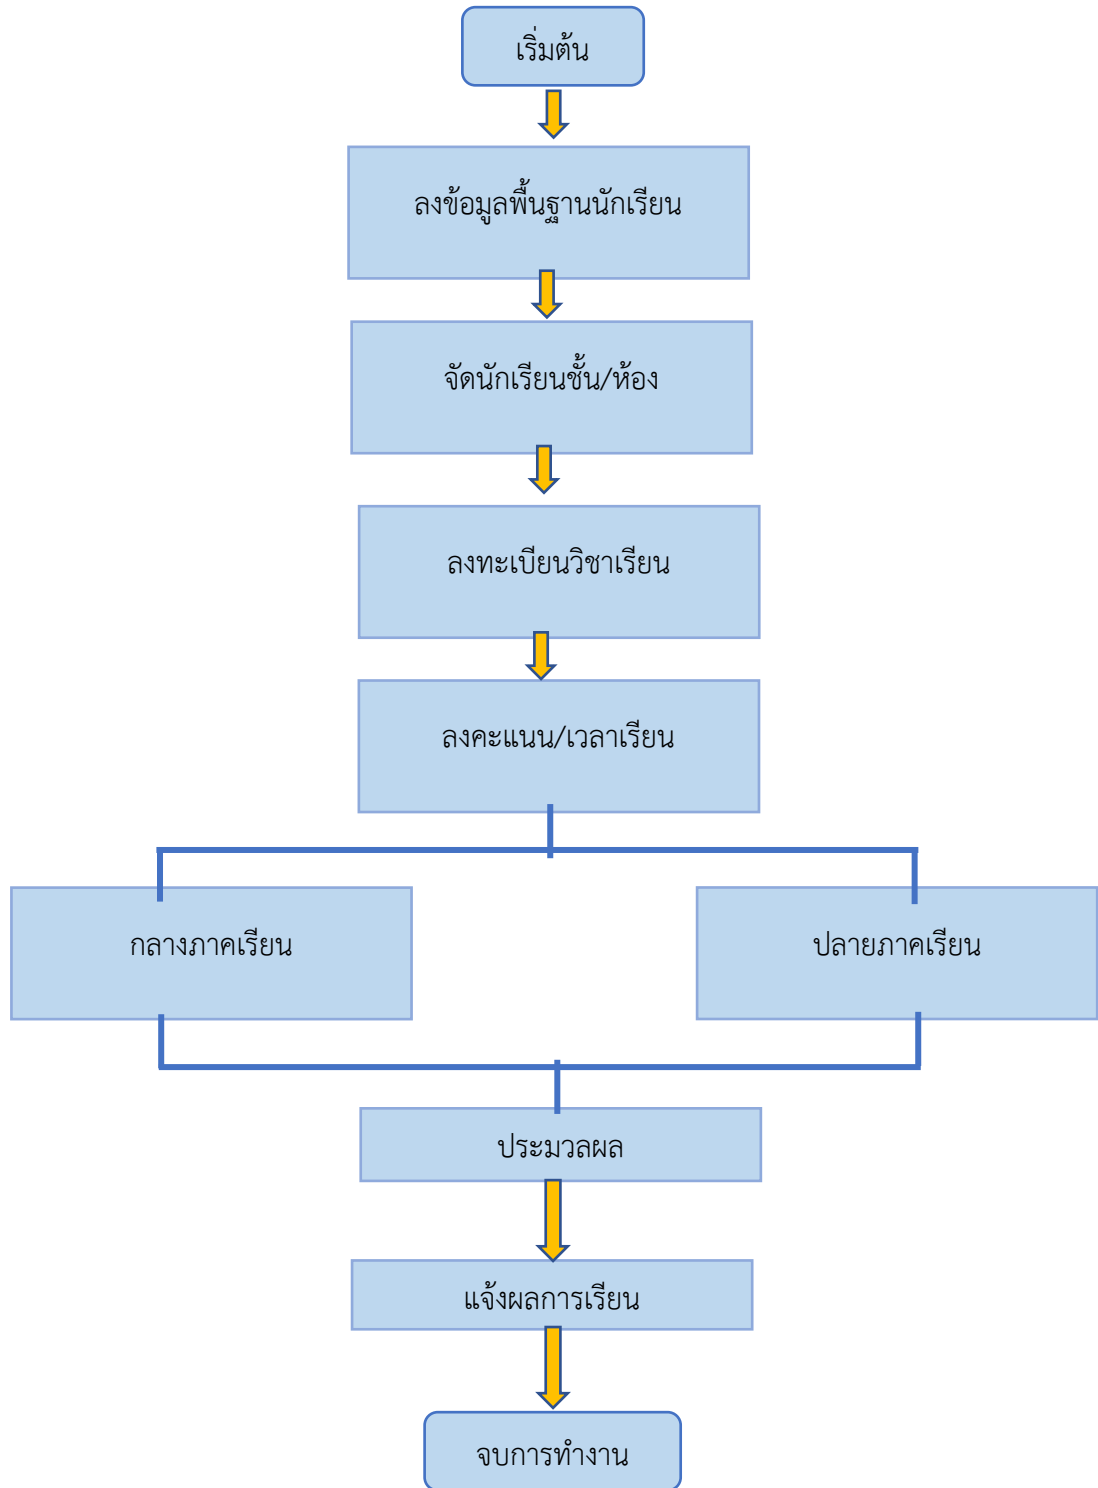 เริ่มต้น
ลงข้อมูลพื้นฐานนักเรียน
จัดนักเรียนชั้น/ห้อง
ลงทะเบียนวิชาเรียน
ลงคะแนน/เวลาเรียน
กลางภาคเรียน
ปลายภาคเรียน
ประมวลผล
แจ้งผลการเรียน
จบการทำงาน